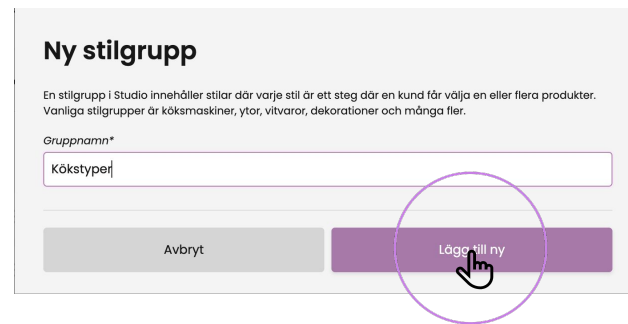 Ny stilgrupp
En stilgrupp i Studio innehåller stilar där varje stil är ett steg där en kund får välja en eller flera produkter.
Vanliga stilgrupper är köksmaskiner, ytor, vitvaror, dekorationer och många fler.
Gruppnamn*
Kökstyper
Avbryt
Lägg till ny